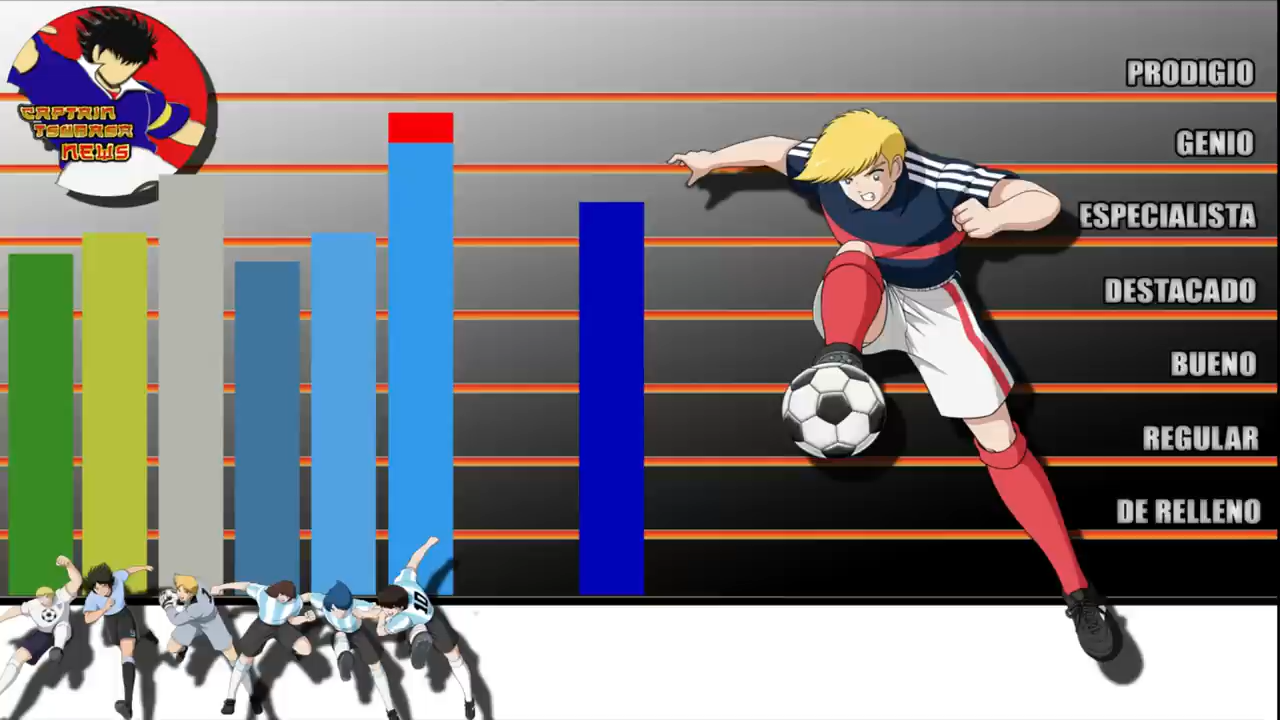 CAPTAIN
TSUBASA
NEWS
PRODIGIO
GENIO
ESPECIALISTA
DESTACADO
BUENO
REGULAR
DE RELLENO
10